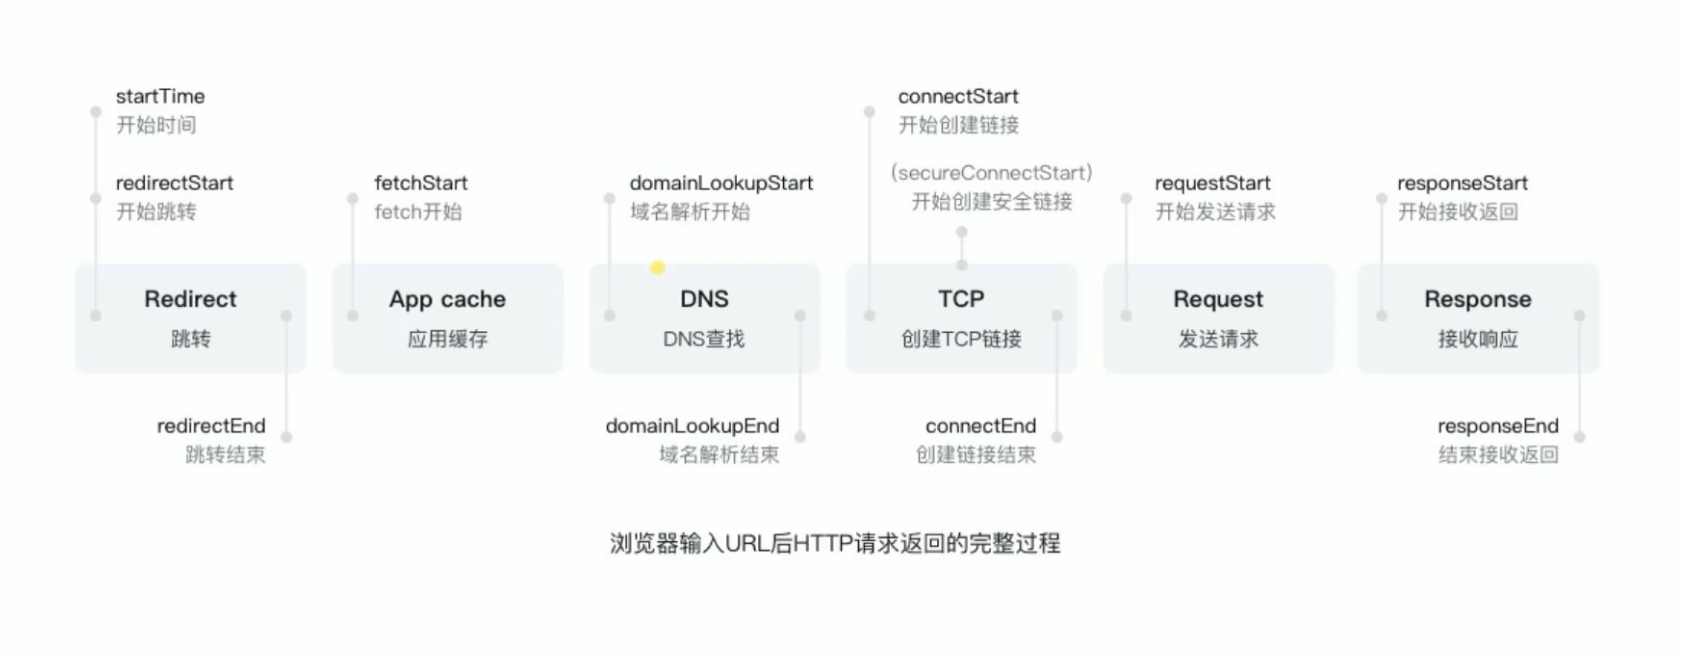 startTime
开始时间
redirectStart
开始跳转
fetchStart
fetch开始
domainLookupStart
域名解析开始
connectStart
开始创建链接
(secureConnectStart)
开始创建安全链接
requestStart
开始发送请求
responseStart
开始接收返回
Redirect
跳转
App cache
应用缓存
DNS
DNS查找
TCP
创建TCP链接
Request
发送请求
Response
接收响应
redirectEnd
跳转结束
domainLookupEnd
域名解析结束
connectEnd
创建链接结束
responseEnd
结束接收返回
浏览器输入URL后HTTP请求返回的完整过程